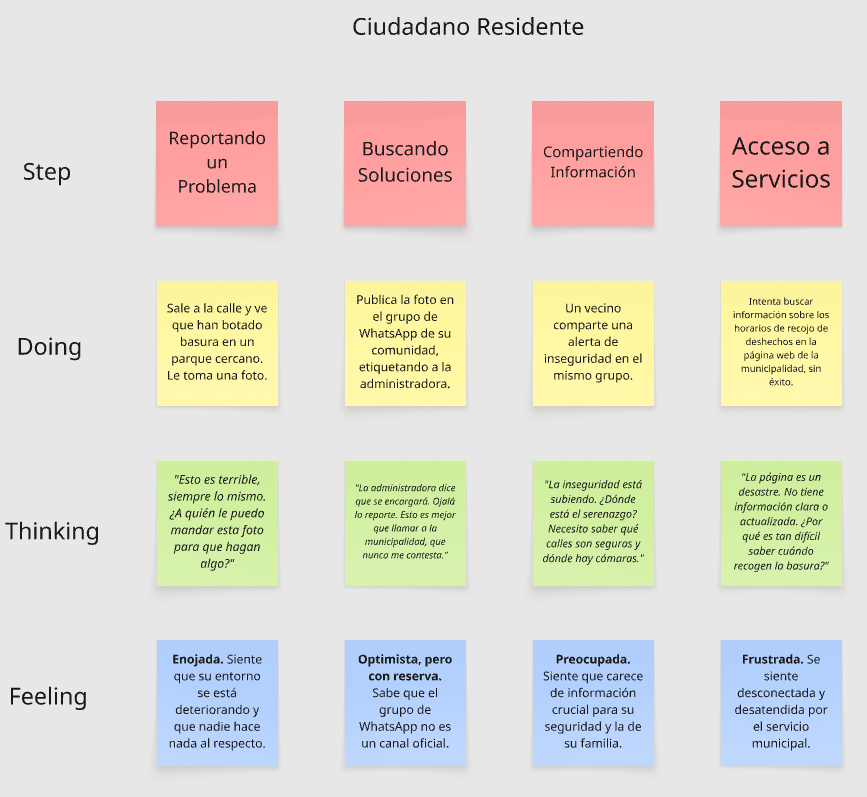 Ciudadano Residente
Step
Reportando
un
Problema
Buscando
Soluciones
Compartiendo
Información
Acceso a
Servicios
Doing
Sale a la calle y ve
que han botado
basura en un
parque cercano.
Le toma una foto.
Publica la foto en
el grupo de
WhatsApp de su
comunidad,
etiquetando a la
administradora.
Un vecino
comparte una
alerta de
inseguridad en el
mismo grupo.
Intenta buscar
información sobre los
horarios de recojo de
deshechos en la
página web de la
municipalidad, sin
éxito.
Thinking
"Esto es terrible,
siempre lo mismo.
¿A quién le puedo
mandar esta foto
para que hagan
algo?"
"La administradora dice
que se encargará. Ojalá
lo reporte. Esto es mejor
que llamar a la
municipalidad, que
nunca me contesta."
"La inseguridad está
subiendo. ¿Dónde
está el serenazgo?
Necesito saber qué
calles son seguras y
dónde hay cámaras."
"La página es un
desastre. No tiene
información clara o
actualizada. ¿Por
qué es tan difícil
saber cuándo
recogen la basura?"
Feeling
Enojada. Siente
que su entorno
se está
deteriorando y
que nadie hace
nada al respecto.
Optimista, pero
con reserva.
Sabe que el
grupo de
WhatsApp no es
un canal oficial.
Preocupada.
Siente que carece
de información
crucial para su
seguridad y la de
su familia.
Frustrada. Se
siente
desconectada y
desatendida por
el servicio
municipal.